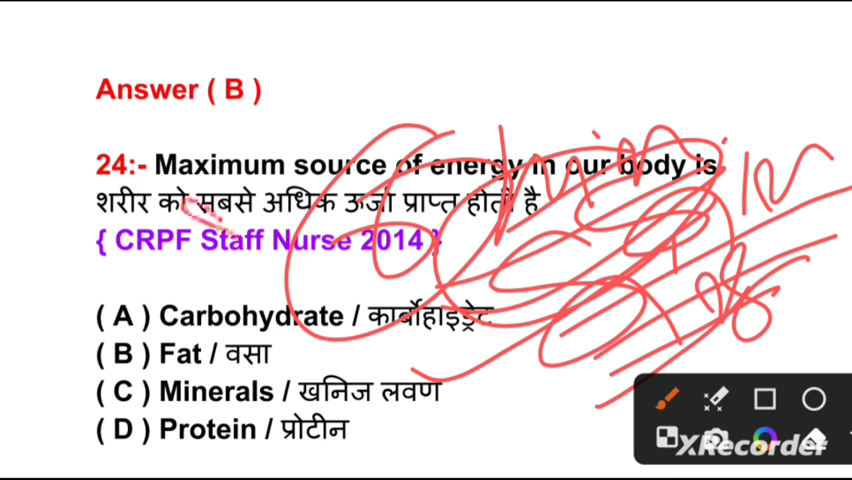 Answer ( B )
24:- Maximum source of energy in our body is
शरीर को सबसे अधिक ऊर्जा प्राप्त होती है
{ CRPF Staff Nurse 2014 }
( A ) Carbohydrate / कार्बोहाइड्रेट
( B ) Fat / वसा
( C ) Minerals / खनिज लवण
( D ) Protein / प्रोटीन
XRecorder